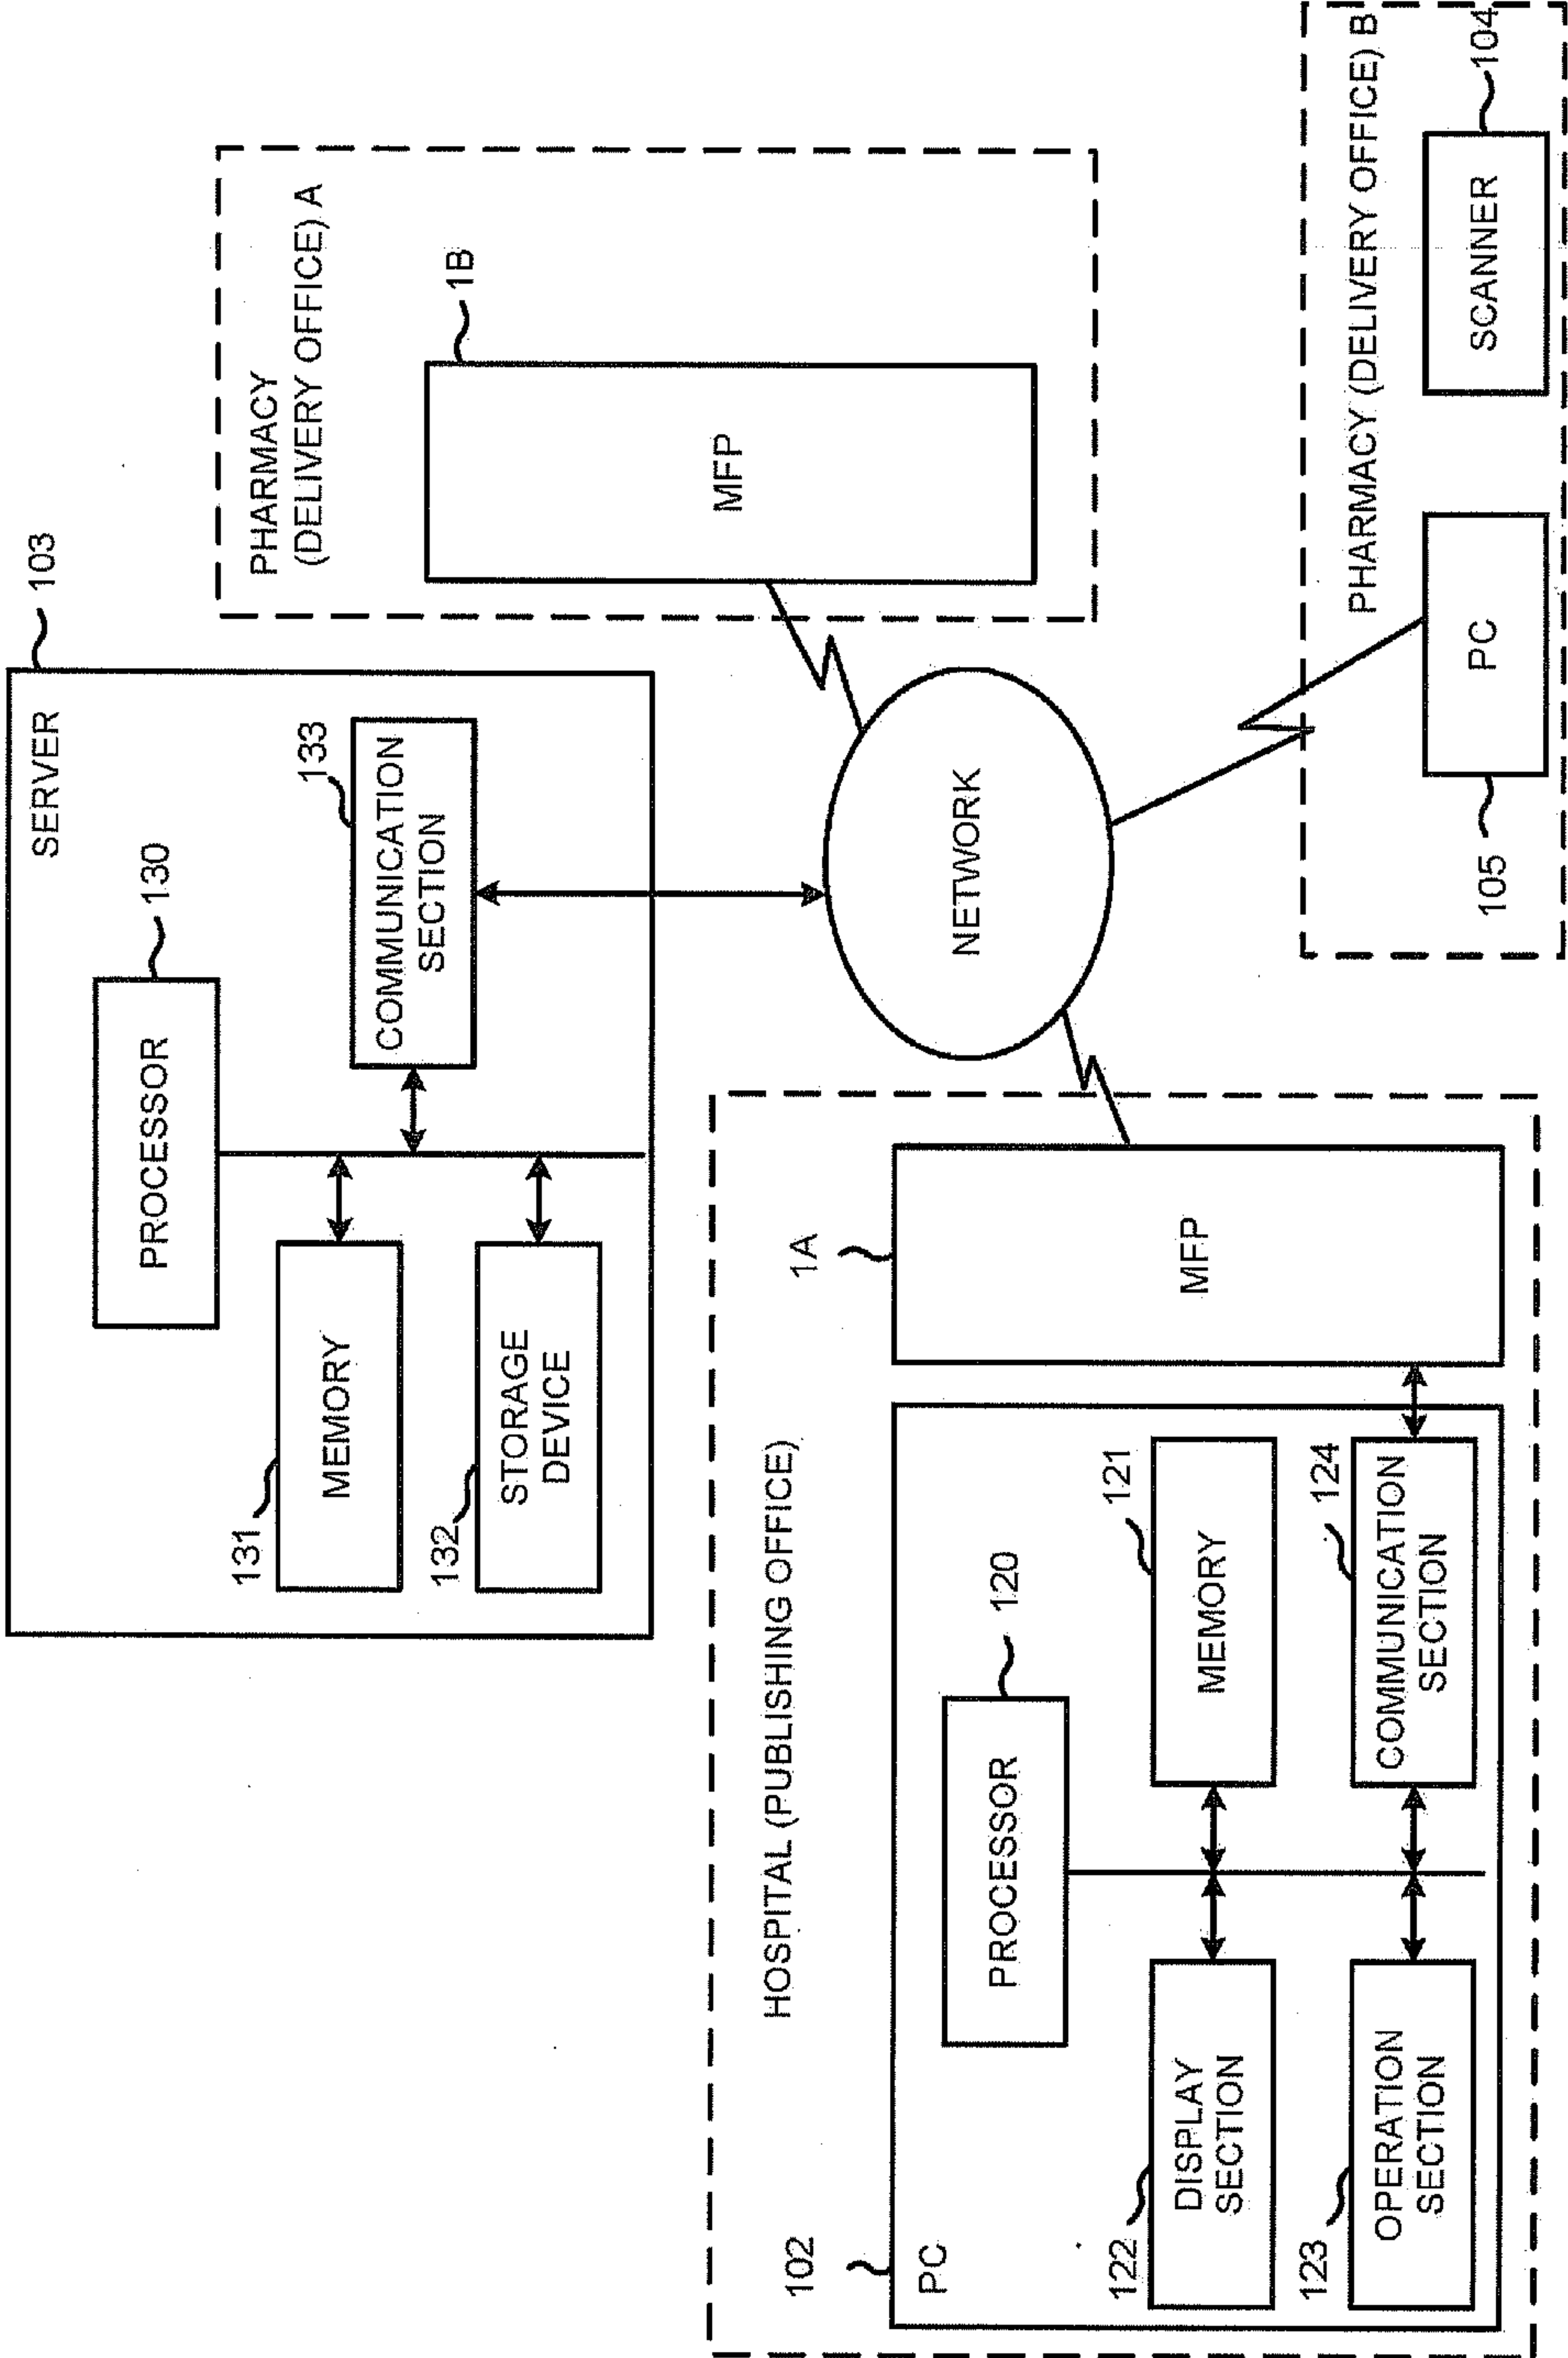 103
SERVER
PROCESSOR
130
131
MEMORY
132
STORAGE
DEVICE
133
COMMUNICATION
SECTION
PHARMACY
(DELIVERY OFFICE) A
1B
MFP
NETWORK
HOSPITAL (PUBLISHING OFFICE)
102
PC
PROCESSOR
120
122
DISPLAY
SECTION
MEMORY
121
123
OPERATION
SECTION
COMMUNICATION
SECTION
124
1A
MFP
PHARMACY (DELIVERY OFFICE) B
105
PC
SCANNER
104